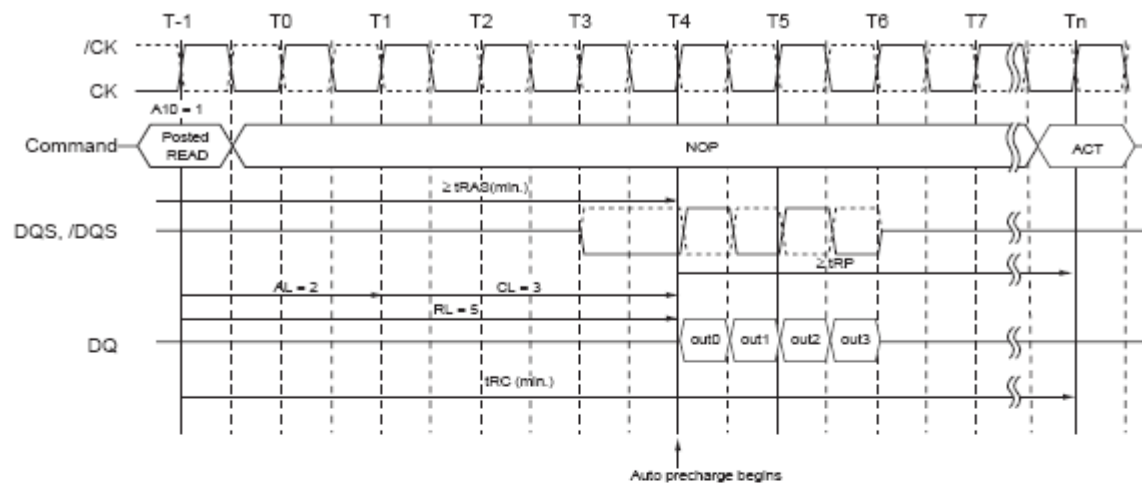 T-1 T0 T1 T2 T3 T4 T5 T6 T7 Tn
/CK
CK
A10 = 1
Command Posted READ NOP ACT
≥ tRAS(min.)
DQS, /DQS
≥ tRP
AL = 2 CL = 3
RL = 5
DQ out0 out1 out2 out3
tRC (min.)
Auto precharge begins